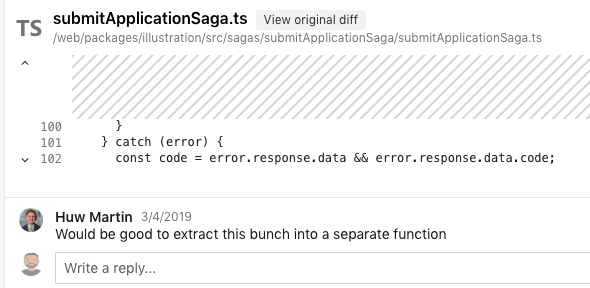 TS submitApplicationSaga.ts View original diff
/web/packages/illustration/src/sagas/submitApplicationSaga/submitApplicationSaga.ts
100 }
101 } catch (error) {
102 const code = error.response.data && error.response.data.code;
Huw Martin 3/4/2019
Would be good to extract this bunch into a separate function
Write a reply...